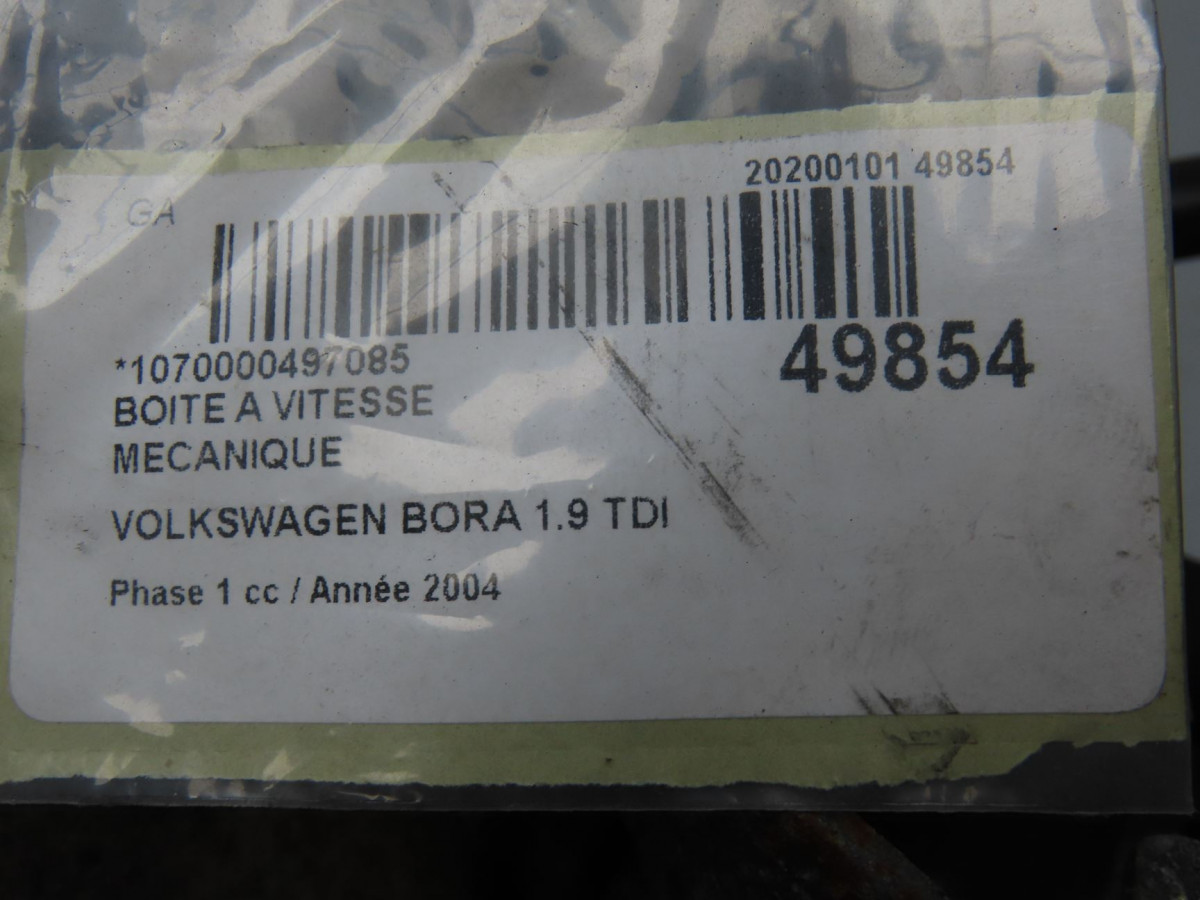 20200101 49854
GA
*1070000497085
49854
BOITE A VITESSE
MECANIQUE
VOLKSWAGEN BORA 1.9 TDI
Phase 1 cc / Année 2004